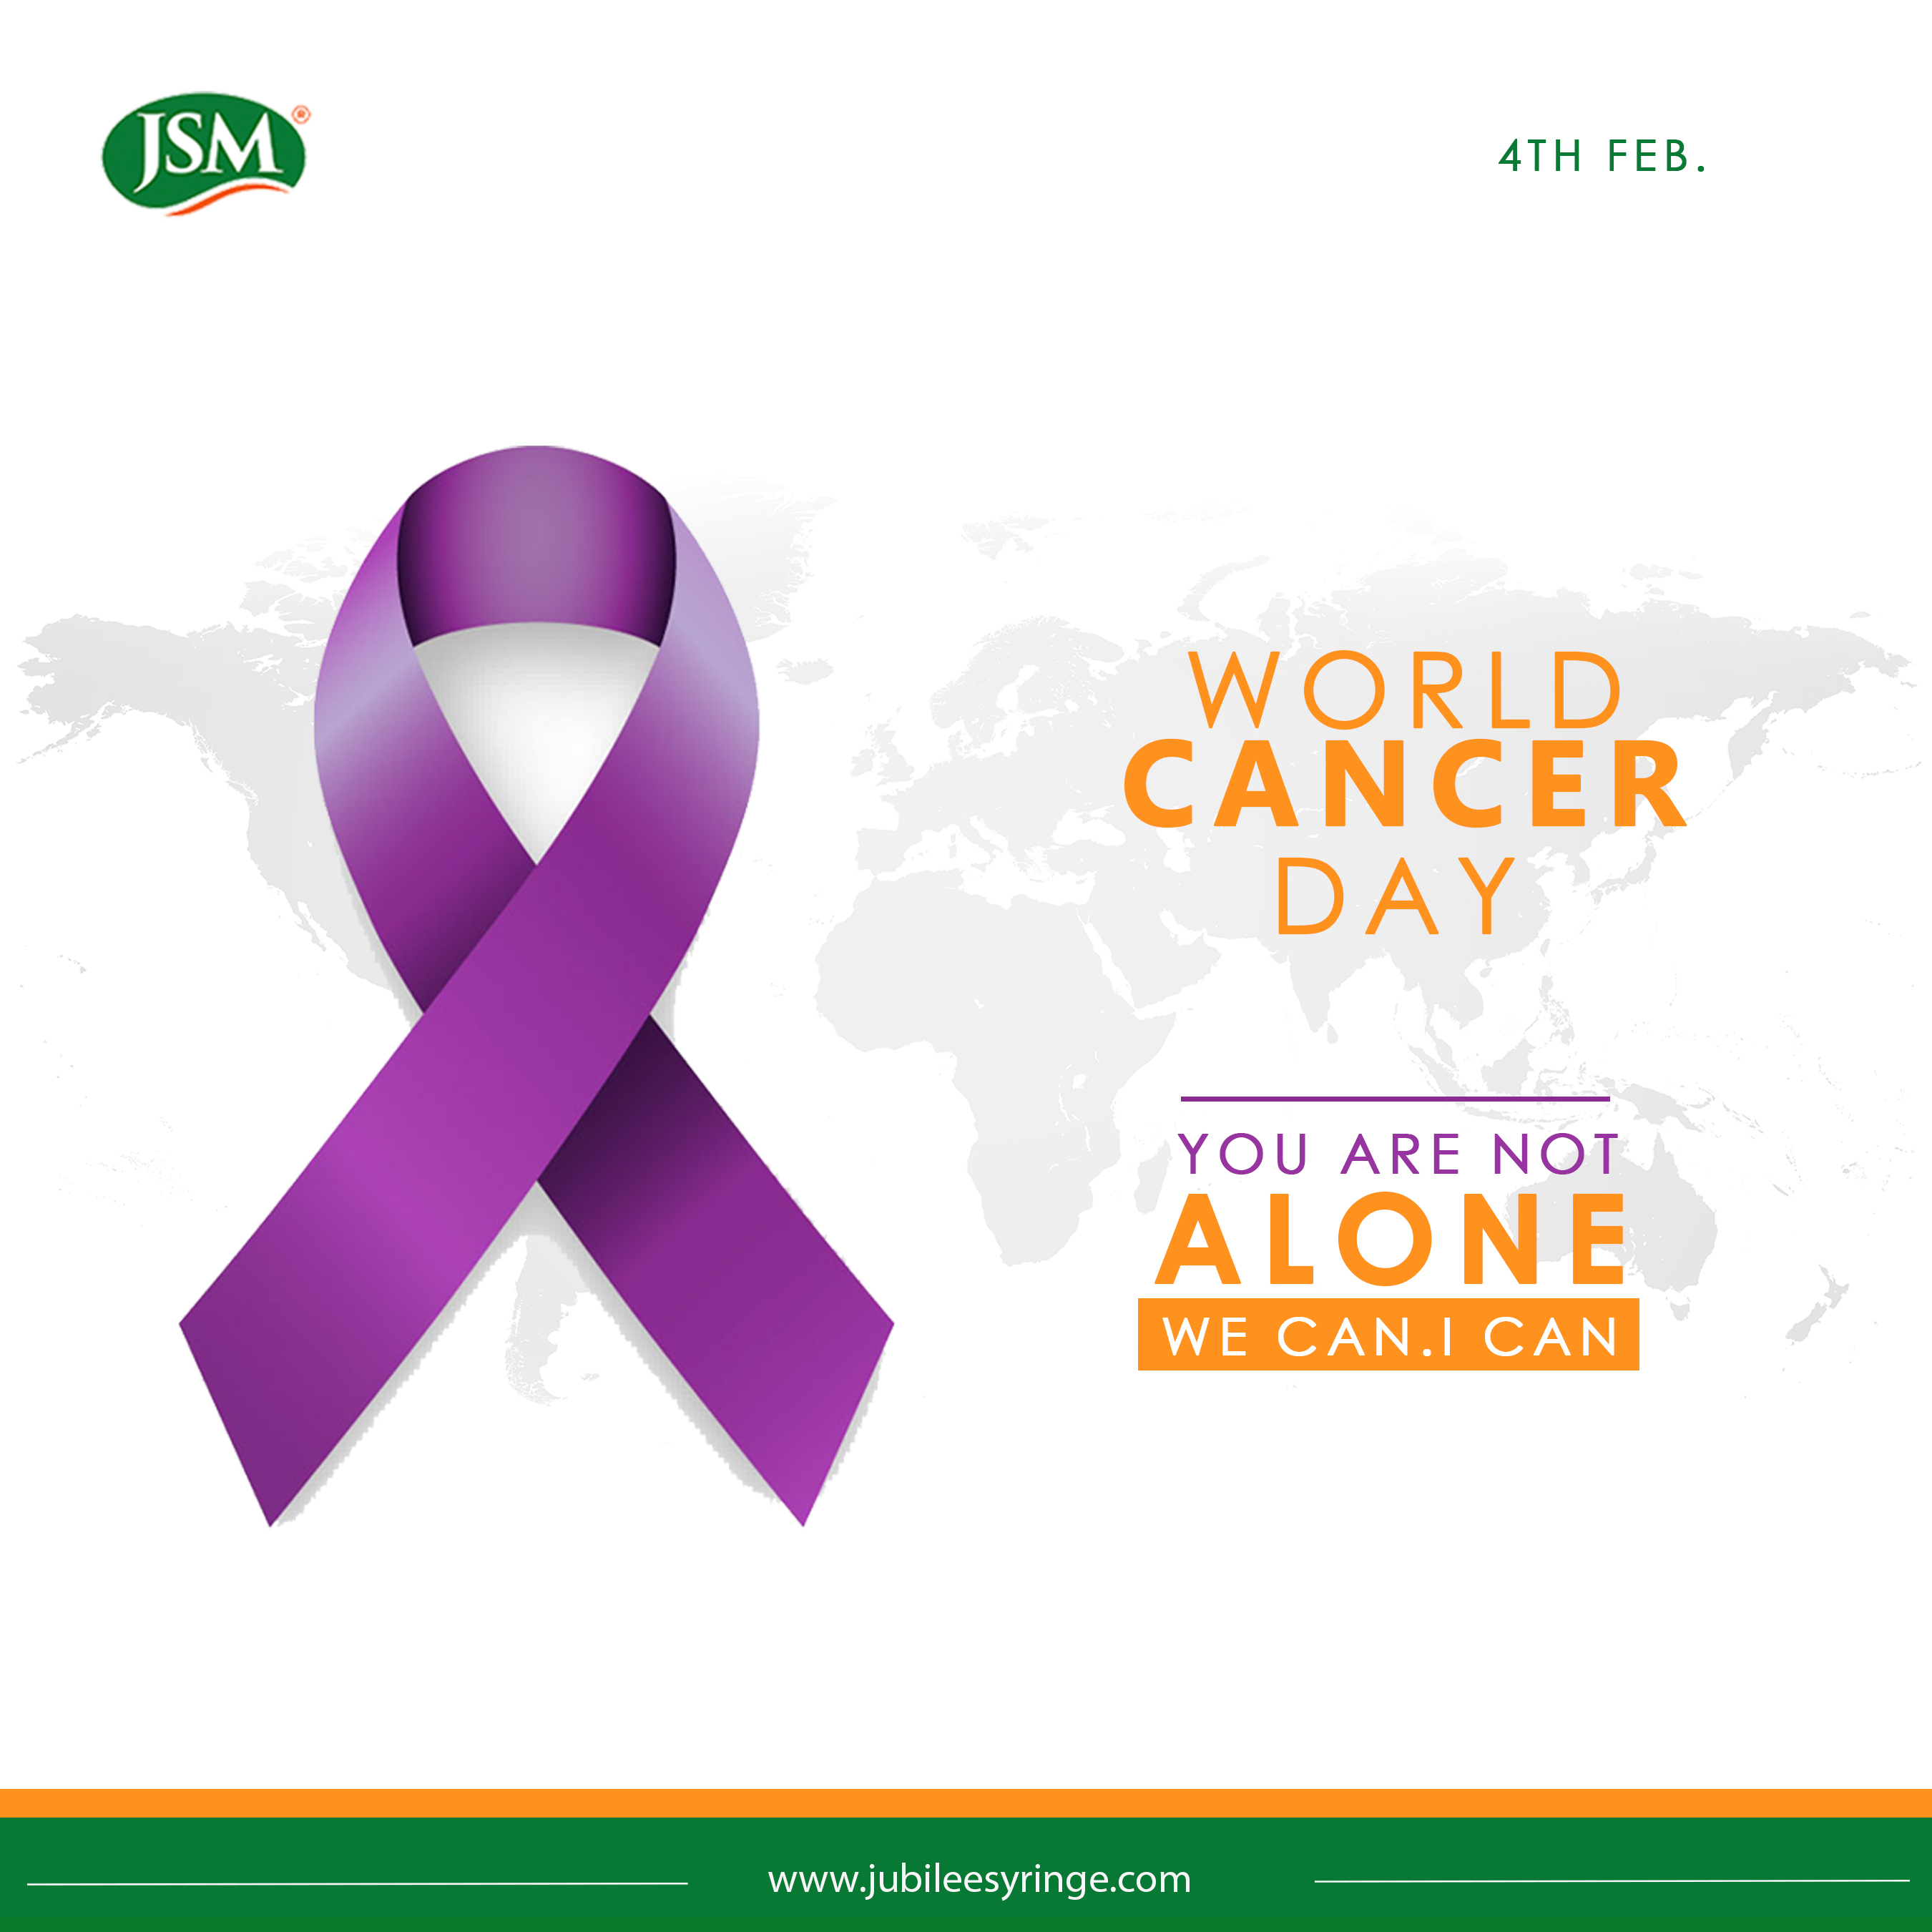 JSM®
4TH FEB.
WORLD
CANCER
DAY
YOU ARE NOT
ALONE
WE CAN.I CAN
www.jubileesyringe.com